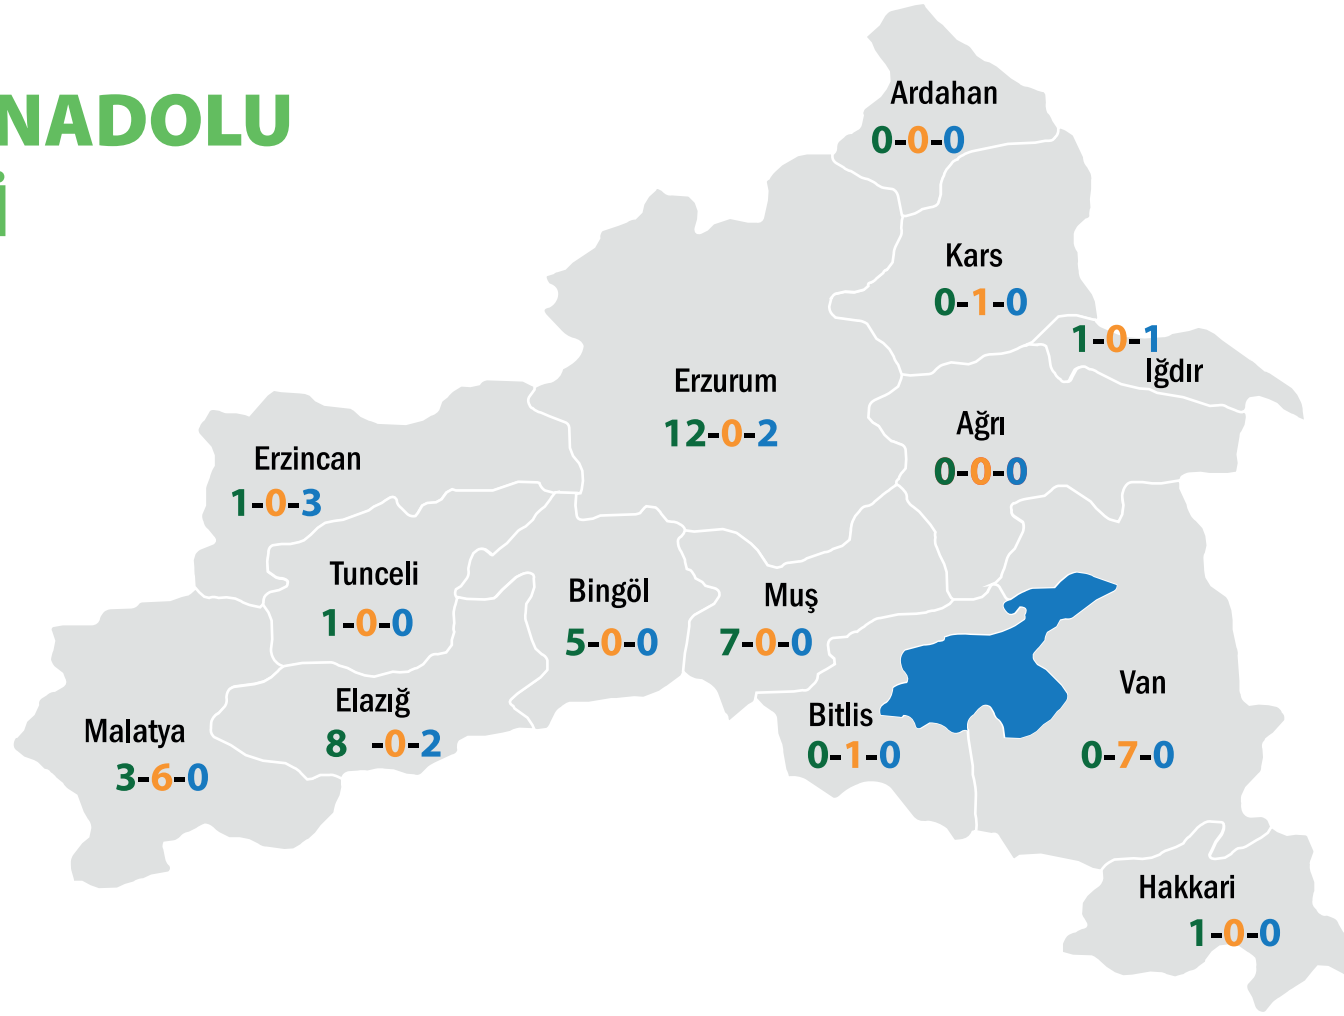 NADOLU
İ
Ardahan
0-0-0
Kars
0-1-0
1-0-1
Iğdır
Erzurum
12-0-2
Ağrı
0-0-0
Erzincan
1-0-3
Tunceli
1-0-0
Bingöl
5-0-0
Muş
7-0-0
Van
0-7-0
Elazığ
8 -0-2
Bitlis
0-1-0
Malatya
3-6-0
Hakkari
1-0-0